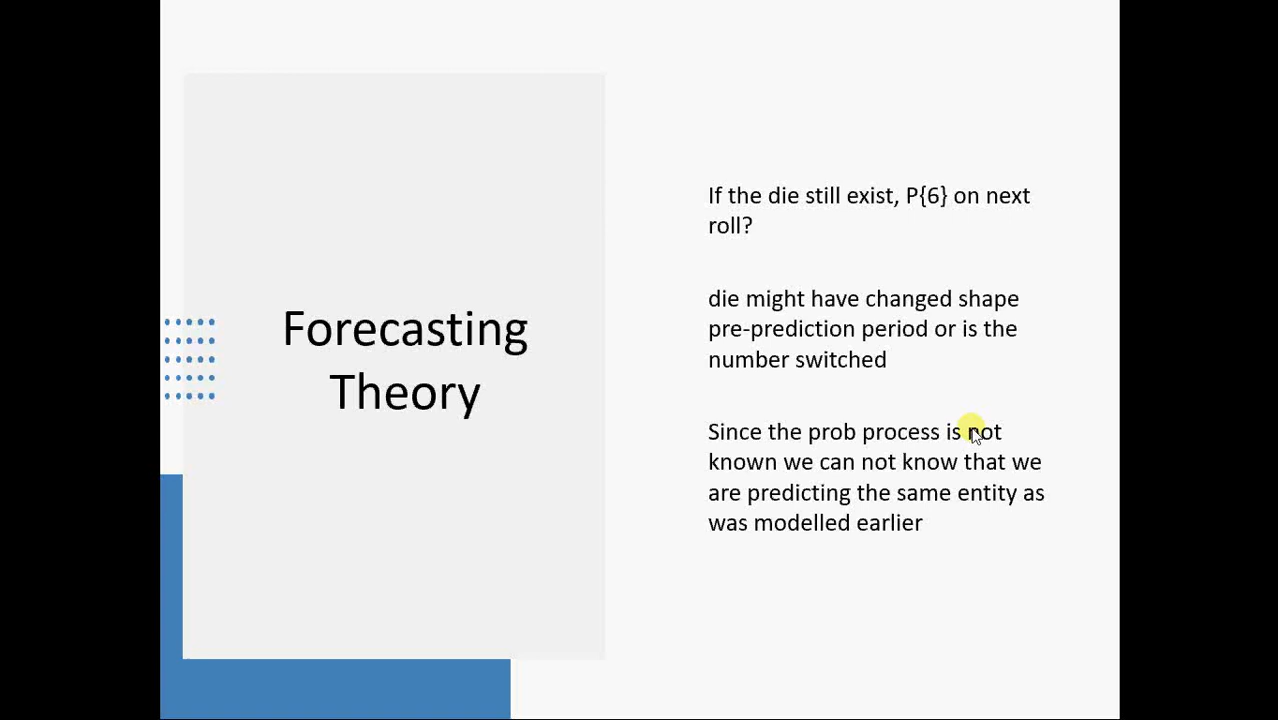 Forecasting
Theory
If the die still exist, P{6} on next
roll?
die might have changed shape
pre-prediction period or is the
number switched
Since the prob process is not
known we can not know that we
are predicting the same entity as
was modelled earlier